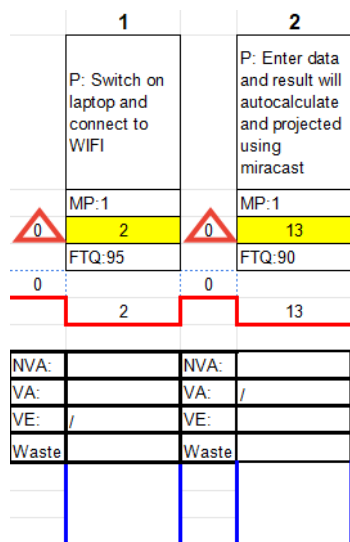 1 2
P: Switch on
laptop and
connect to
WIFI
P: Enter data
and result will
autocalculate
and projected
using
miracast
MP:1 MP:1
0 2 0 13
FTQ:95 FTQ:90
0 0
2 13
NVA: NVA:
VA: VA: /
VE: / VE:
Waste Waste